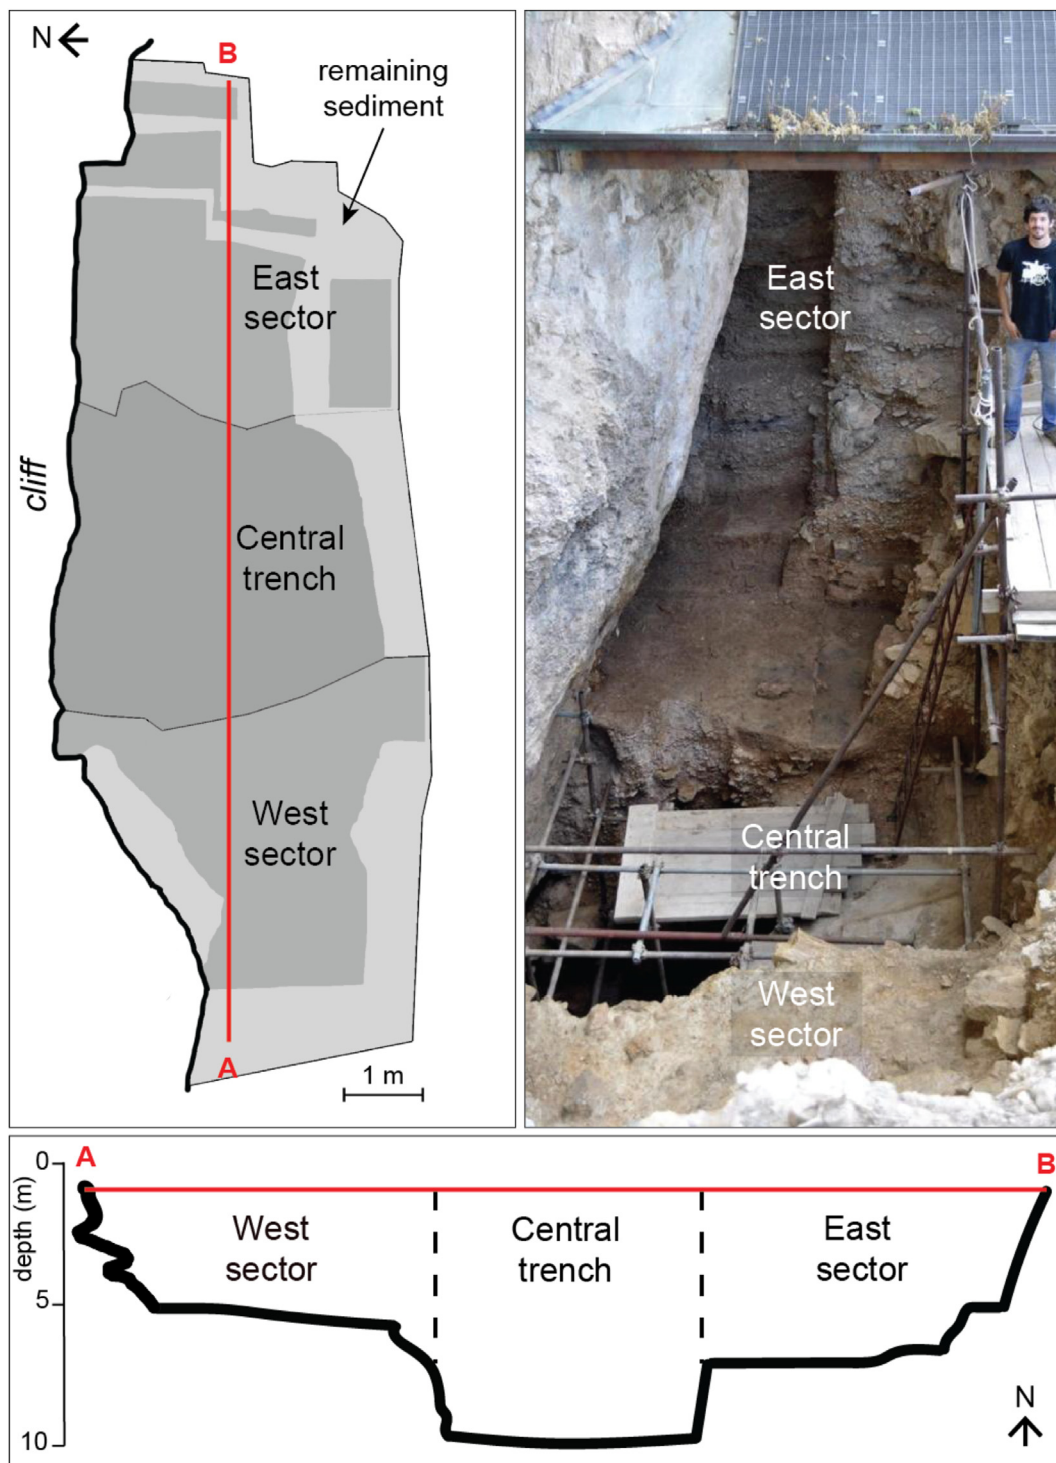 N
B
remaining
sediment
East
sector
cliff
Central
trench
West
sector
A
1 m
East
sector
Central
trench
West
sector
0
5
10
depth (m)
A
B
West
sector
Central
trench
East
sector
N